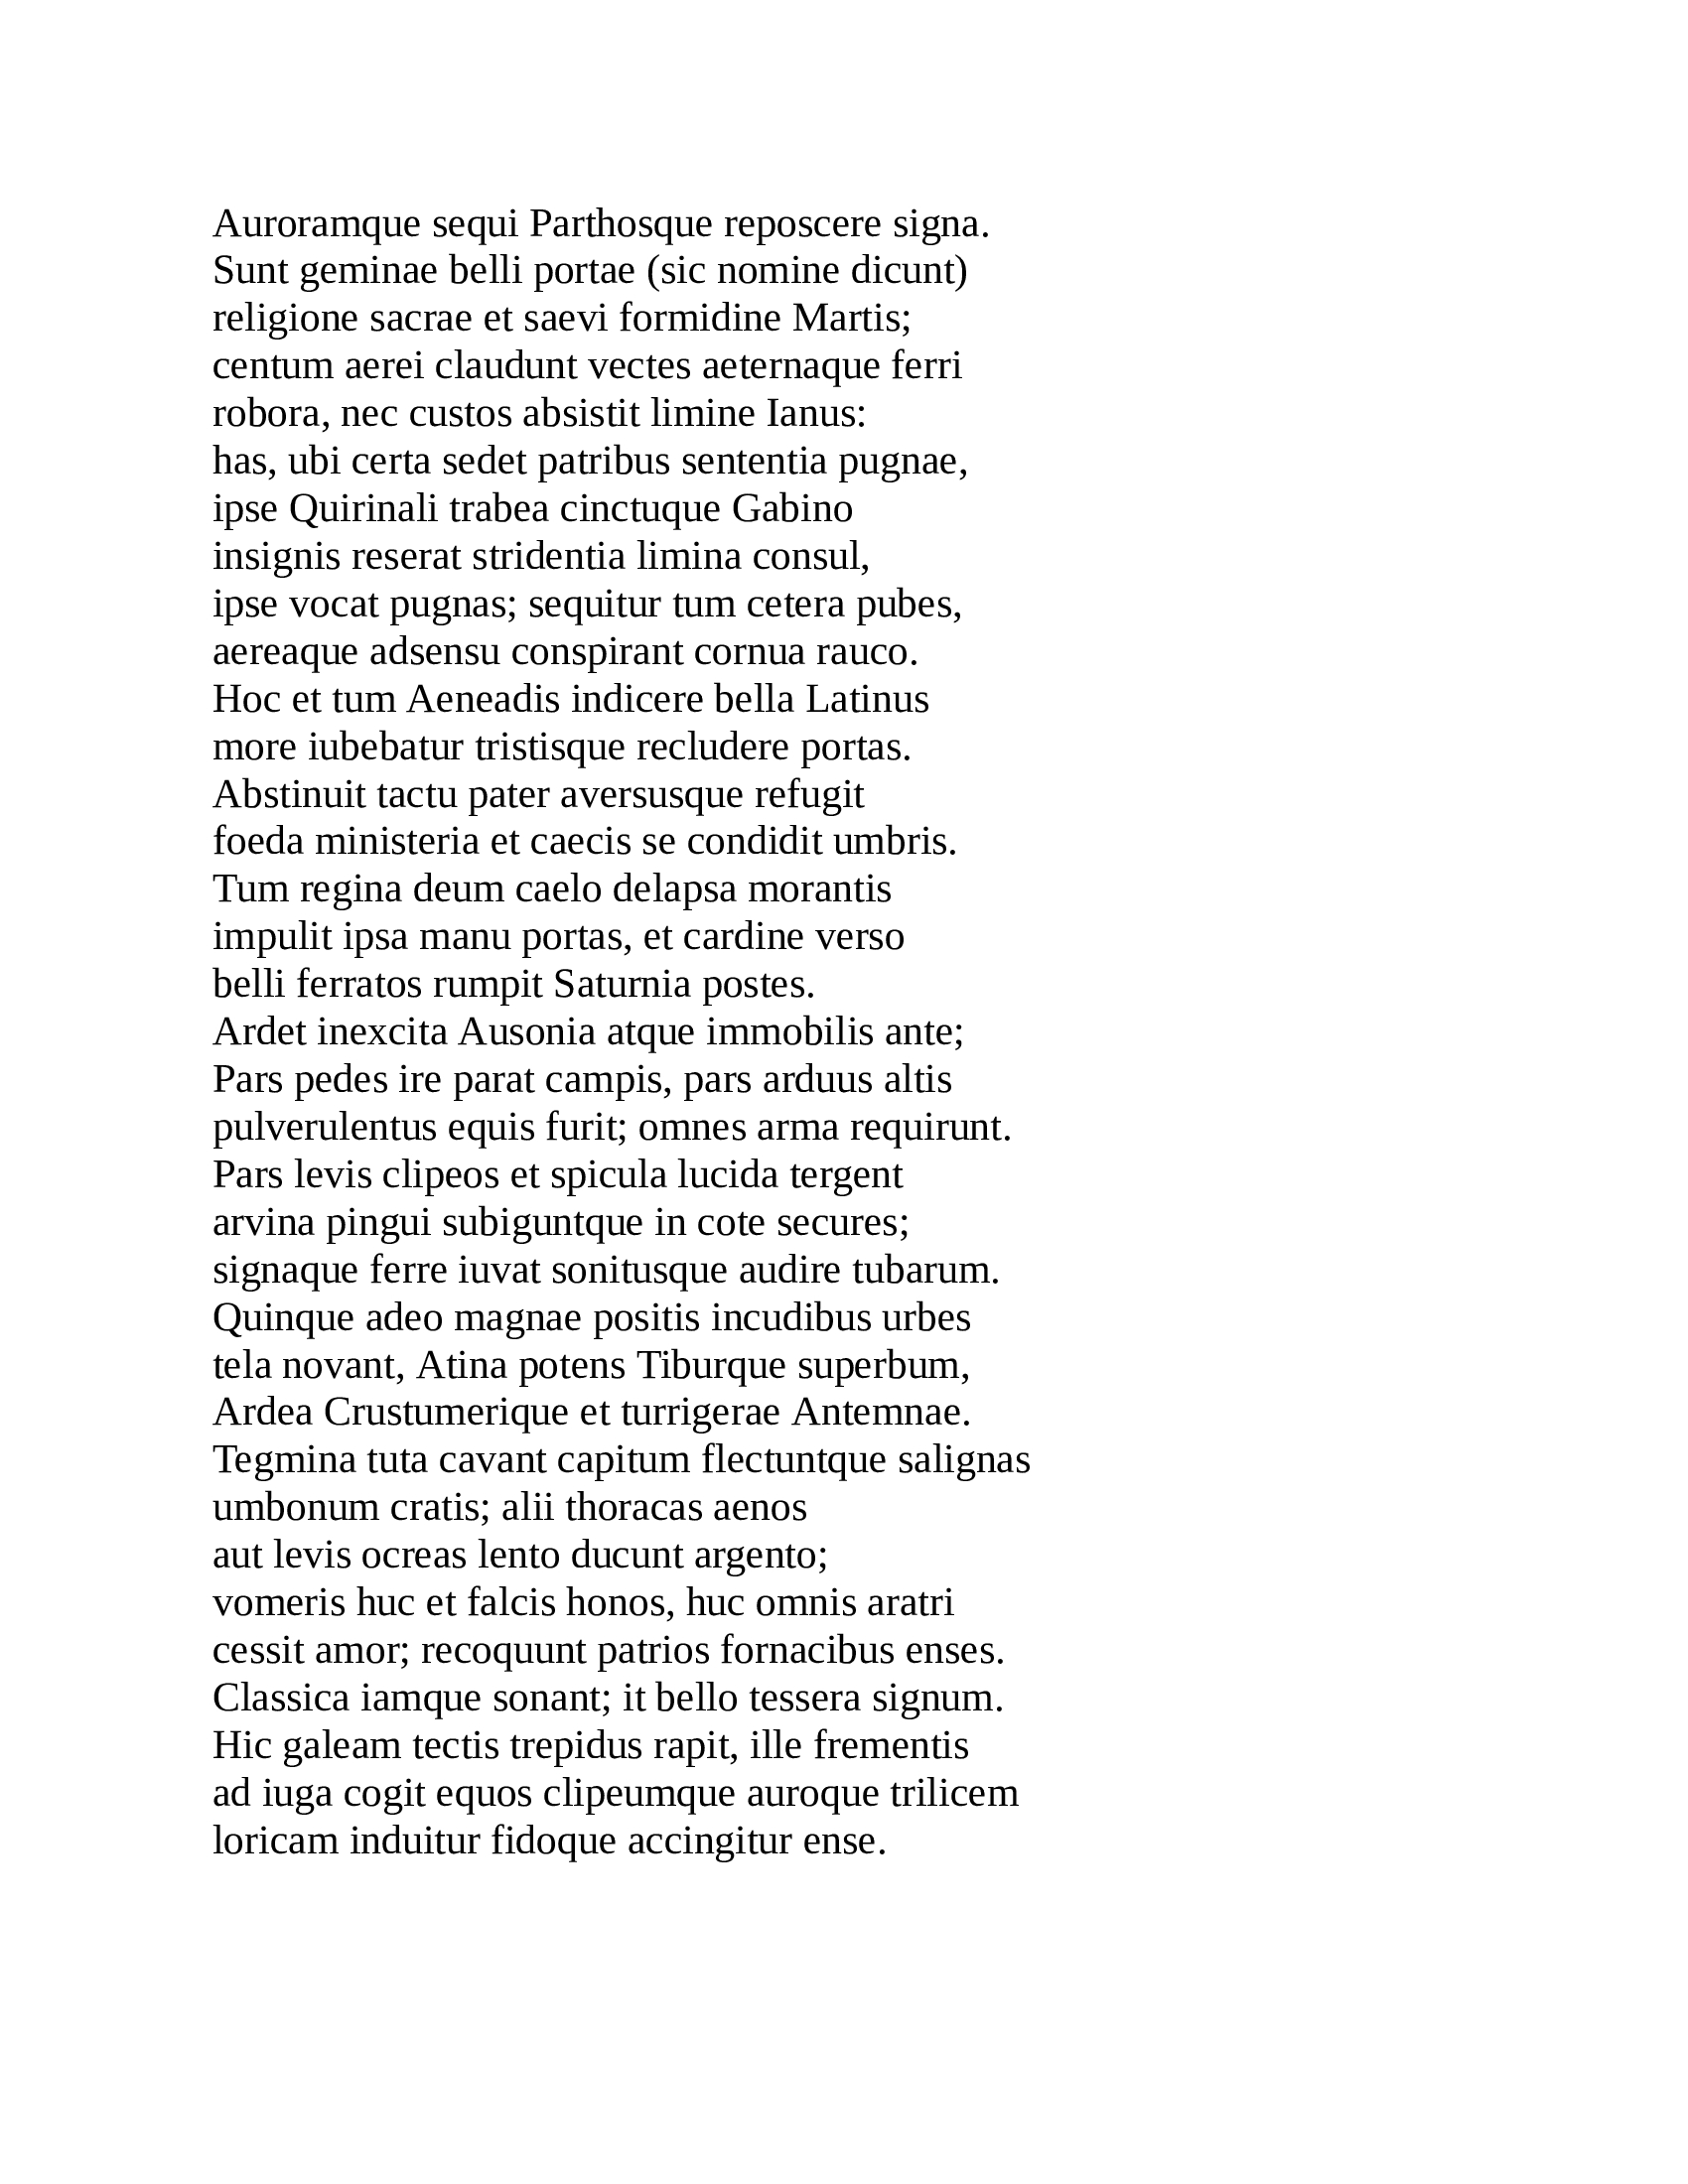 Auroramque sequi Parthosque reposcere signa.
Sunt geminae belli portae (sic nomine dicunt)
religione sacrae et saevi formidine Martis;
centum aerei claudunt vectes aeternaque ferri
robora, nec custos absistit limine Ianus:
has, ubi certa sedet patribus sententia pugnae,
ipse Quirinali trabea cinctuque Gabino
insignis reserat stridentia limina consul,
ipse vocat pugnas; sequitur tum cetera pubes,
aereaque adsensu conspirant cornua rauco.
Hoc et tum Aeneadis indicere bella Latinus
more iubebatur tristisque recludere portas.
Abstinuit tactu pater aversusque refugit
foeda ministeria et caecis se condidit umbris.
Tum regina deum caelo delapsa morantis
impulit ipsa manu portas, et cardine verso
belli ferratos rumpit Saturnia postes.
Ardet inexcita Ausonia atque immobilis ante;
Pars pedes ire parat campis, pars arduus altis
pulverulentus equis furit; omnes arma requirunt.
Pars levis clipeos et spicula lucida tergent
arvina pingui subiguntque in cote secures;
signaque ferre iuvat sonitusque audire tubarum.
Quinque adeo magnae positis incudibus urbes
tela novant, Atina potens Tiburque superbum,
Ardea Crustumerique et turrigerae Antemnae.
Tegmina tuta cavant capitum flectuntque salignas
umbonum cratis; alii thoracas aenos
aut levis ocreas lento ducunt argento;
vomeris huc et falcis honos, huc omnis aratri
cessit amor; recoquunt patrios fornacibus enses.
Classica iamque sonant; it bello tessera signum.
Hic galeam tectis trepidus rapit, ille frementis
ad iuga cogit equos clipeumque auroque trilicem
loricam induitur fidoque accingitur ense.